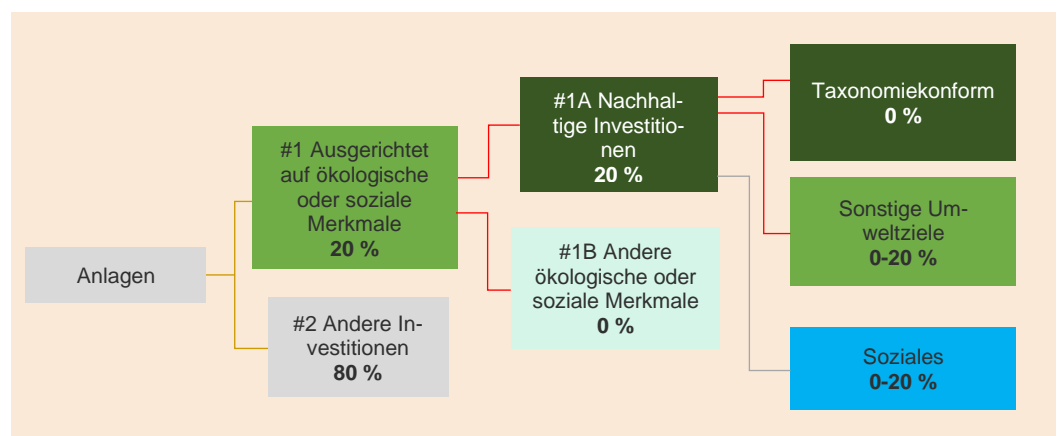 Anlagen
#1 Ausgerichtet
auf ökologische
oder soziale
Merkmale
20 %
#2 Andere In-
vestitionen
80 %
#1A Nachhal-
tige Investitio-
nen
20 %
#1B Andere
ökologische oder
soziale Merkmale
0 %
Taxonomiekonform
0 %
Sonstige Um-
weltziele
0-20 %
Soziales
0-20 %